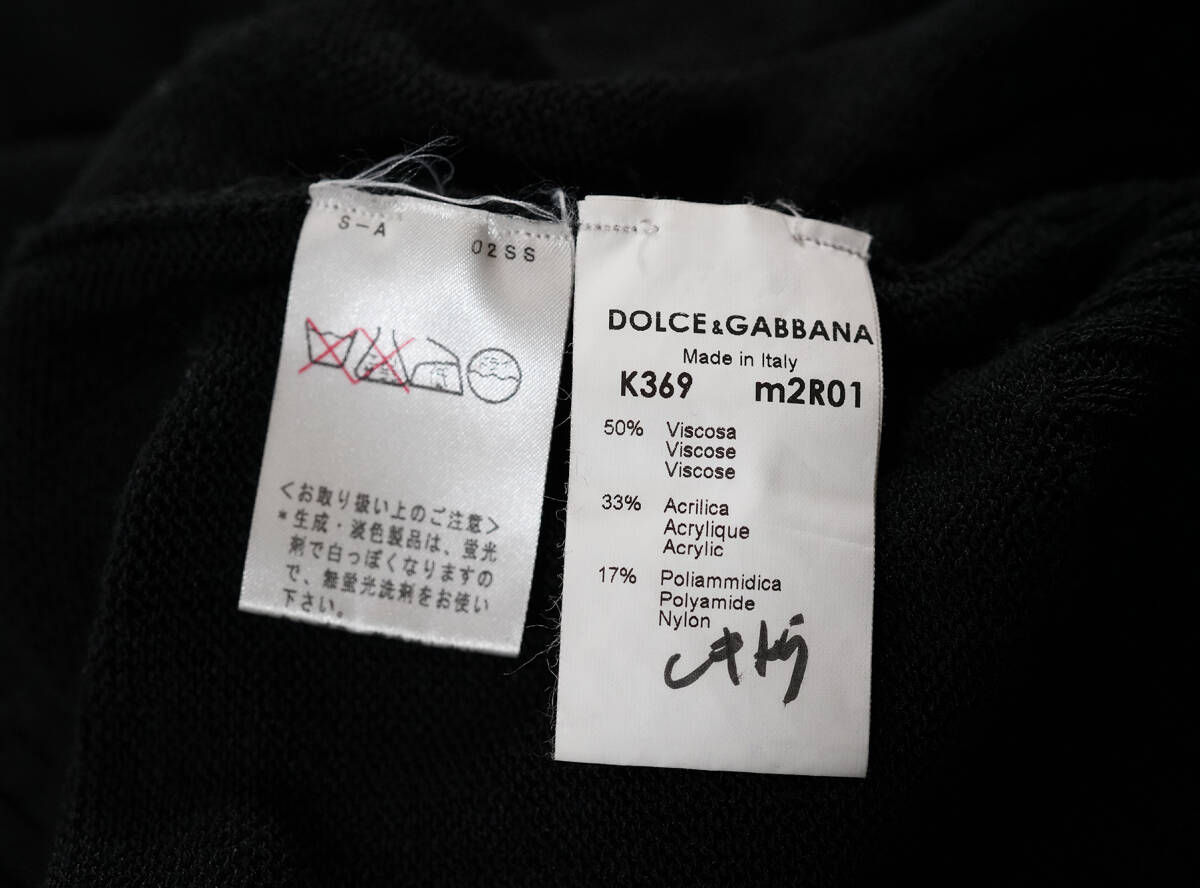 S-A
02SS
<お取り扱い上のご注意>
*生成・淡色製品は、蛍光
剤で白っぽくなりますの
で、無蛍光洗剤をお使い
下さい。
DOLCE&GABBANA
Made in Italy
K369 m2R01
50% Viscosa
Viscose
Viscose
33% Acrilica
Acrylique
Acrylic
17% Poliammidica
Polyamide
Nylon